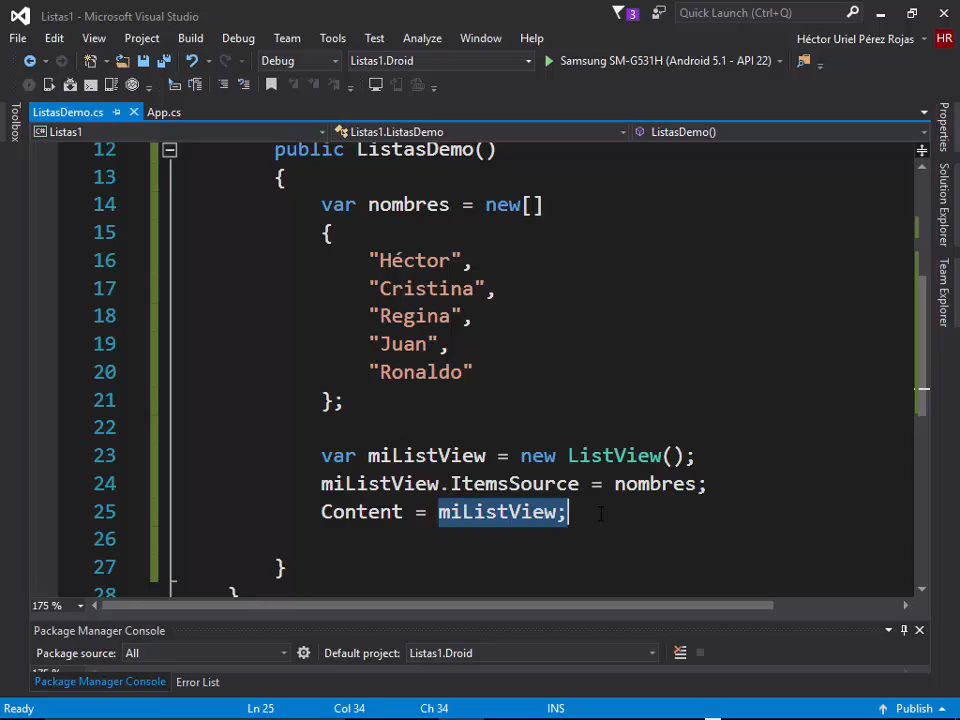 Listas1 - Microsoft Visual Studio
3
Quick Launch (Ctrl+Q)
File Edit View Project Build Debug Team Tools Test Analyze Window Help
Héctor Uriel Pérez Rojas HR
Debug Listas1.Droid Samsung SM-G531H (Android 5.1 - API 22)
Toolbox
ListasDemo.cs App.cs
Listas1 Listas1.ListasDemo ListasDemo()
Properties
Solution Explorer
Team Explorer
12 public ListasDemo()
13 {
14 var nombres = new[]
15 {
16 "Héctor",
17 "Cristina",
18 "Regina",
19 "Juan",
20 "Ronaldo"
21 };
22
23 var miListView = new ListView();
24 miListView.ItemsSource = nombres;
25 Content = miListView;
26
27 }
28 }
175 %
Package Manager Console
Package source: All Default project: Listas1.Droid
175 %
Package Manager Console Error List
Ready Ln 25 Col 34 Ch 34 INS Publish